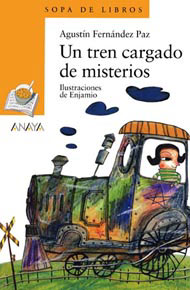 SOPA DE LIBROS
Agustín Fernández Paz
Un tren cargado
de misterios
Ilustraciones
de Enjamio
ANAYA